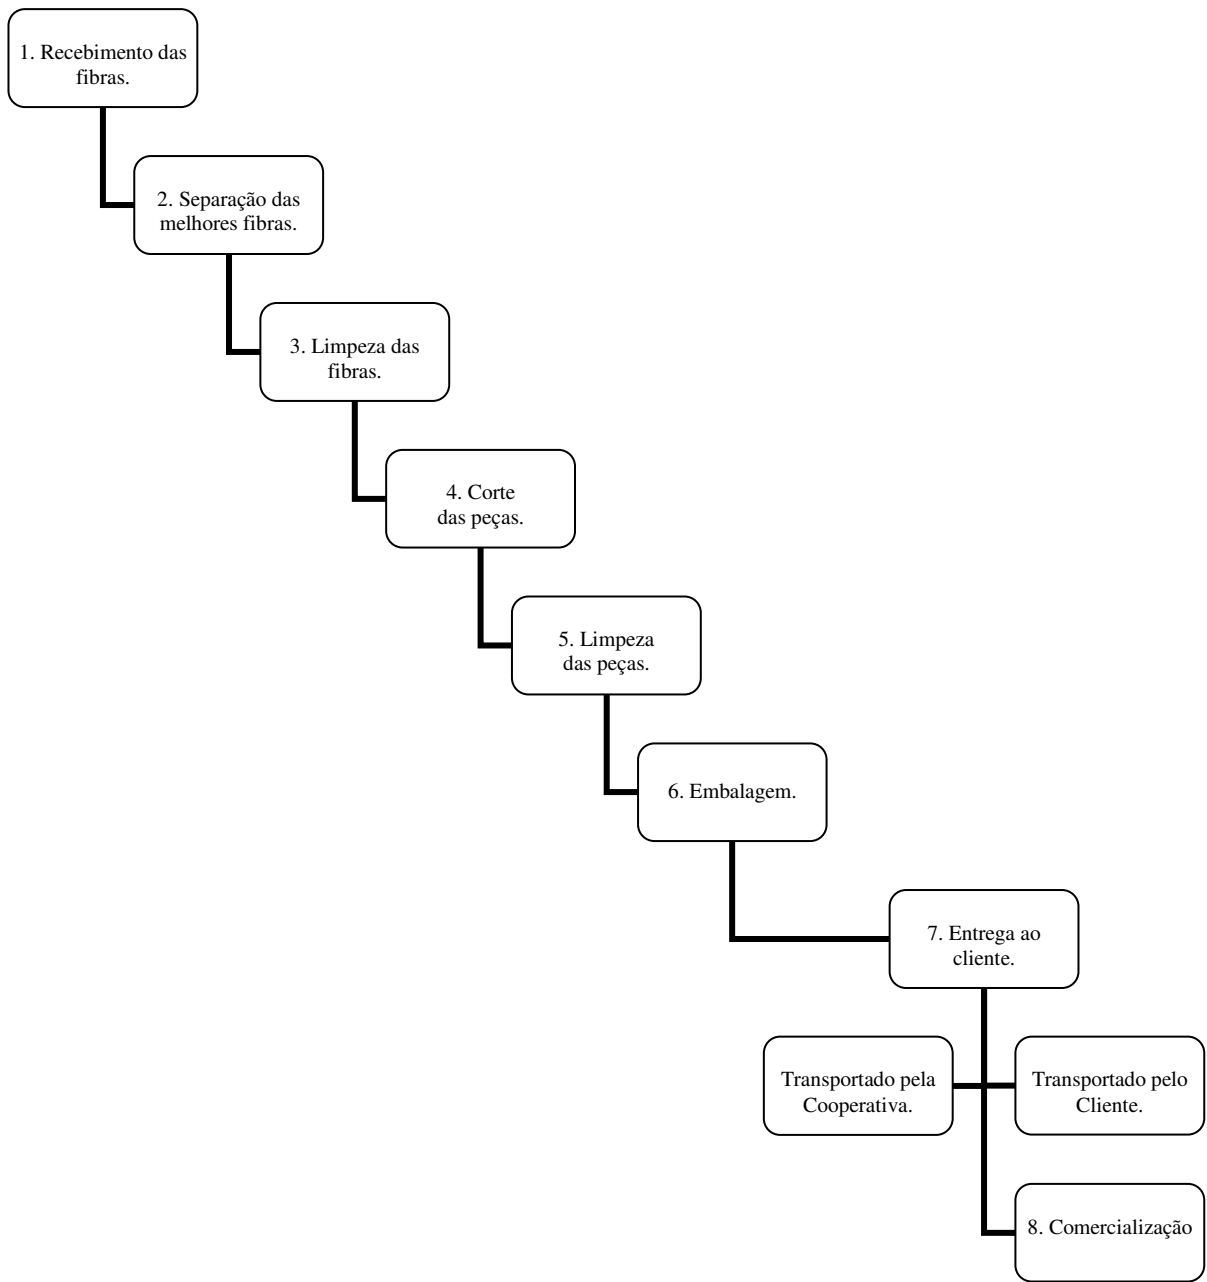 1. Recebimento das
fibras.
2. Separação das
melhores fibras.
3. Limpeza das
fibras.
4. Corte
das peças.
5. Limpeza
das peças.
6. Embalagem.
7. Entrega ao
cliente.
Transportado pela
Cooperativa.
Transportado pelo
Cliente.
8. Comercialização